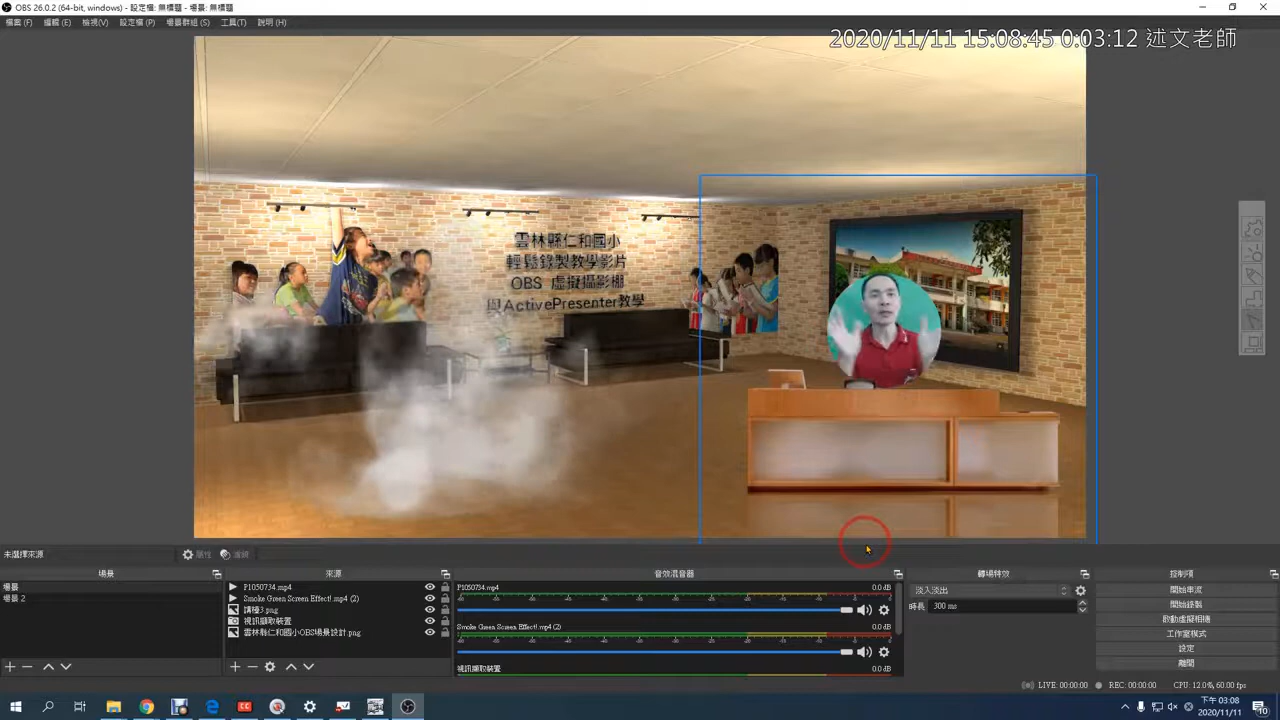 OBS 26.0.2 (64-bit, windows) - 設定檔: 無標題 - 場景: 無標題
檔案 (F) 編輯 (E) 檢視(V) 設定檔 (P) 場景群組 (S) 工具(T) 說明 (H)
2020/11/11 15:08:45 0:03:12 述文老師
雲林縣仁和國小
輕鬆錄製教學影片
OBS 虛擬攝影棚
與ActivePresenter教學
未選擇來源 屬性 濾鏡
場景 來源 音效混音器 轉場特效 控制項
場景
場景 2
P1050734.mp4
Smoke Green Screen Effect!.mp4 (2)
講檯3.png
視訊擷取裝置
雲林縣仁和國小OBS場景設計.png
P1050734.mp4 0.0 dB
Smoke Green Screen Effect!.mp4 (2) 0.0 dB
視訊擷取裝置 0.0 dB
淡入淡出
時長 300 ms
開始串流
開始錄製
啟動虛擬相機
工作室模式
設定
離開
LIVE: 00:00:00 REC: 00:00:00 CPU: 12.0%, 60.00 fps
下午 03:08
2020/11/11
10